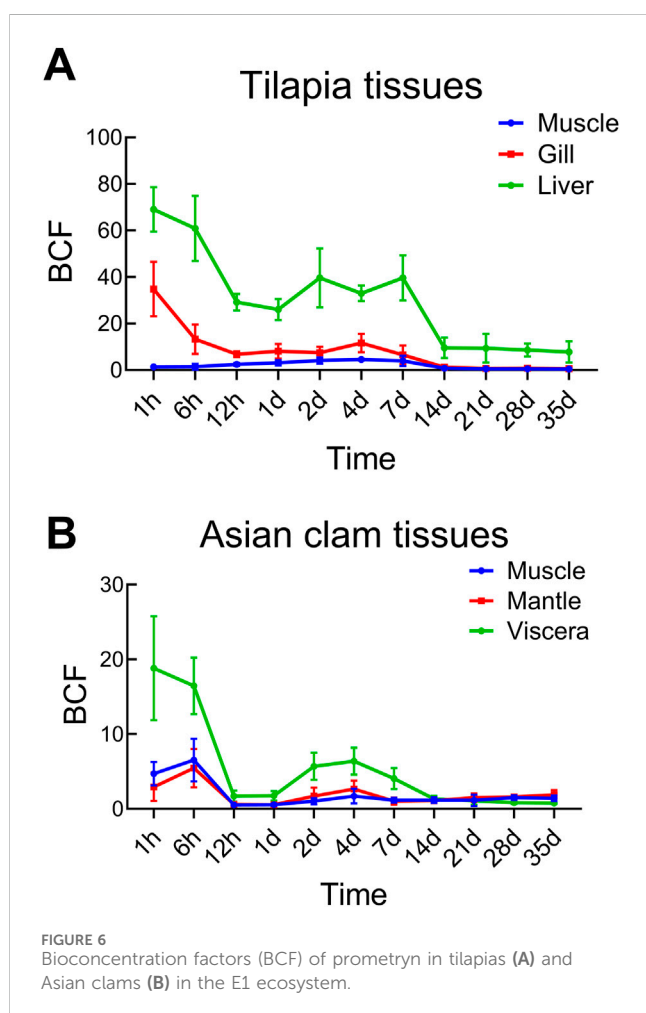 A
Tilapia tissues
Muscle
Gill
Liver
100
80
60
40
20
0
BCF
1h 6h 12h 1d 2d 4d 7d 14d 21d 28d 35d
Time
B
Asian clam tissues
Muscle
Mantle
Viscera
30
20
10
0
BCF
1h 6h 12h 1d 2d 4d 7d 14d 21d 28d 35d
Time
FIGURE 6
Bioconcentration factors (BCF) of prometryn in tilapias (A) and
Asian clams (B) in the E1 ecosystem.